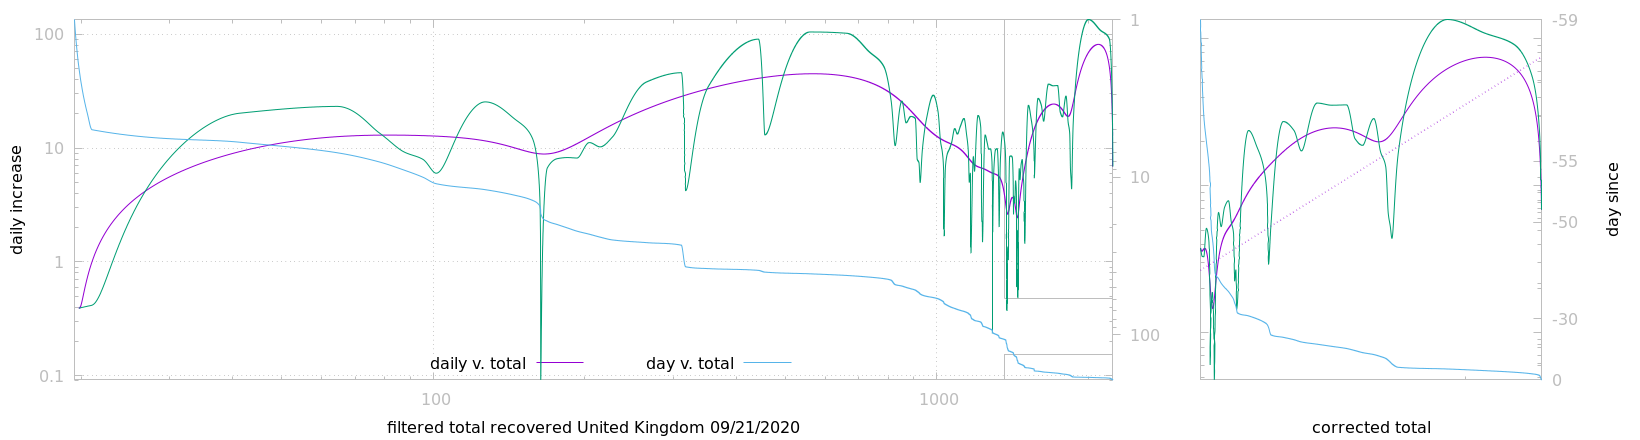 100
10
1
0.1
daily increase
1
10
100
-59
-55
-50
-30
0
day since
daily v. total
day v. total
100
1000
filtered total recovered United Kingdom 09/21/2020
corrected total